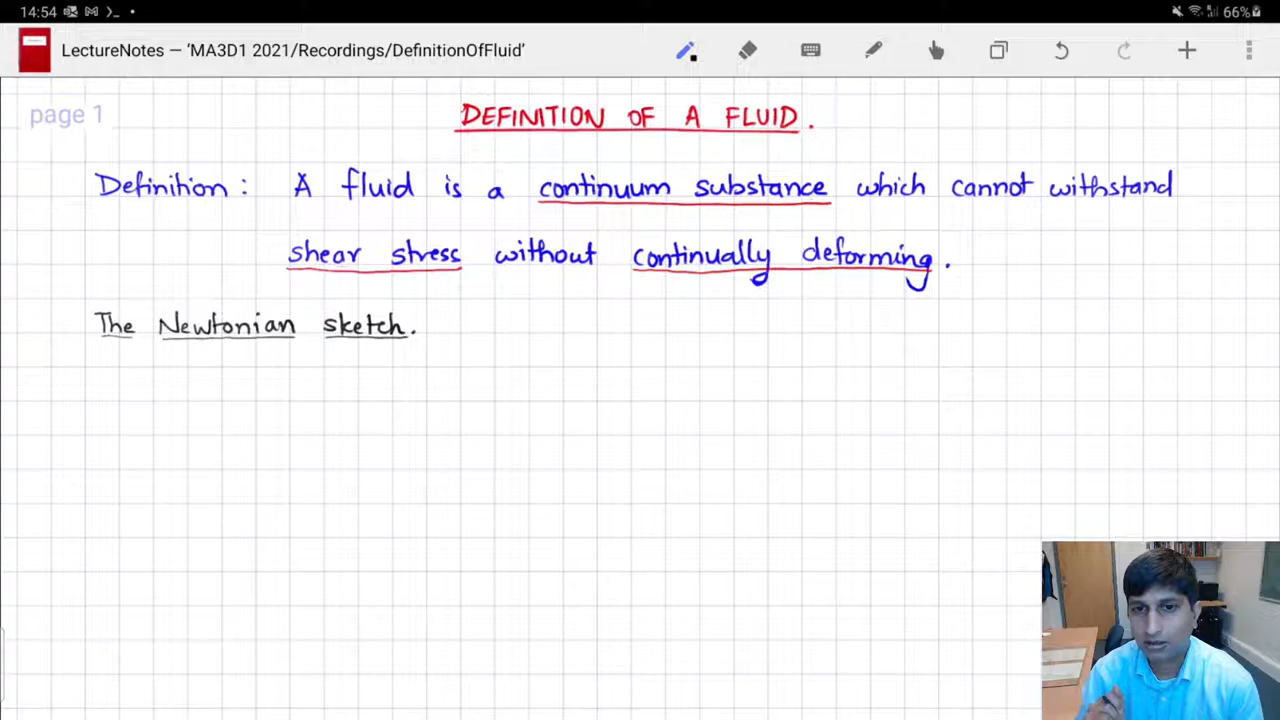 14:54 66%
LectureNotes — 'MA3D1 2021/Recordings/DefinitionOfFluid'
page 1
DEFINITION OF A FLUID.
Definition: A fluid is a continuum substance which cannot withstand
shear stress without continually deforming.
The Newtonian sketch.